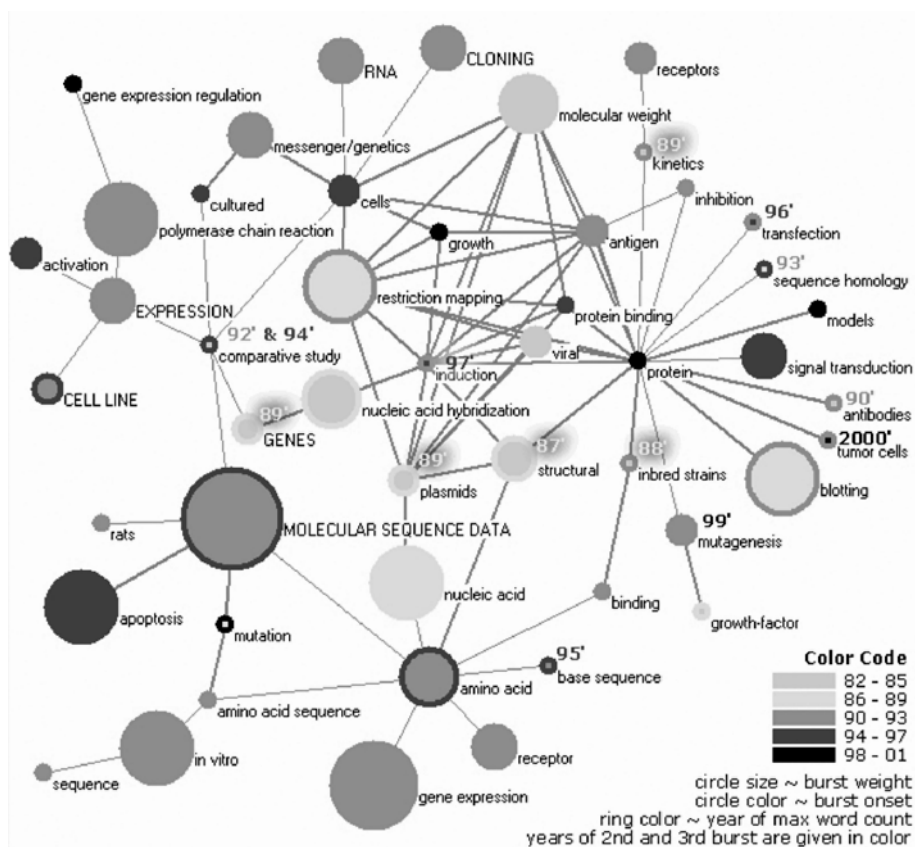 RNA
CLONING
receptors
gene expression regulation
molecular weight
messenger/genetics
89'
kinetics
cultured
cells
inhibition
polymerase chain reaction
growth
antigen
96'
transfection
activation
93'
sequence homology
restriction mapping
protein binding
models
EXPRESSION
92' & 94'
comparative study
viral
97'
induction
protein
signal transduction
CELL LINE
89'
GENES
nucleic acid hybridization
90'
antibodies
87'
structural
88'
inbred strains
2000'
tumor cells
89'
plasmids
blotting
rats
MOLECULAR SEQUENCE DATA
99'
mutagenesis
nucleic acid
apoptosis
mutation
binding
growth-factor
amino acid
95'
base sequence
amino acid sequence
in vitro
receptor
sequence
gene expression
Color Code
82 - 85
86 - 89
90 - 93
94 - 97
98 - 01
circle size ~ burst weight
circle color ~ burst onset
ring color ~ year of max word count
years of 2nd and 3rd burst are given in color